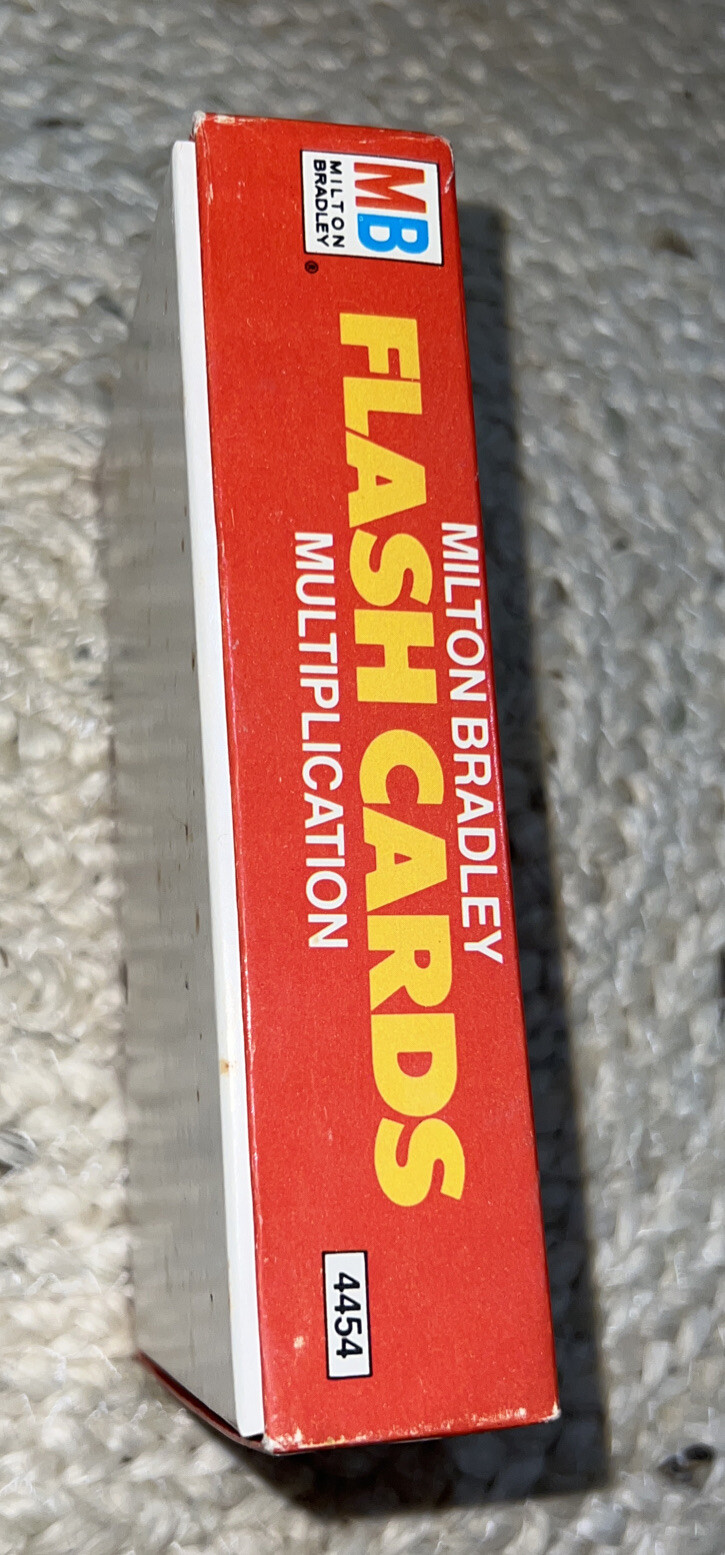 MB
MILTON
BRADLEY
®
MILTON BRADLEY
FLASH CARDS
MULTIPLICATION
4454